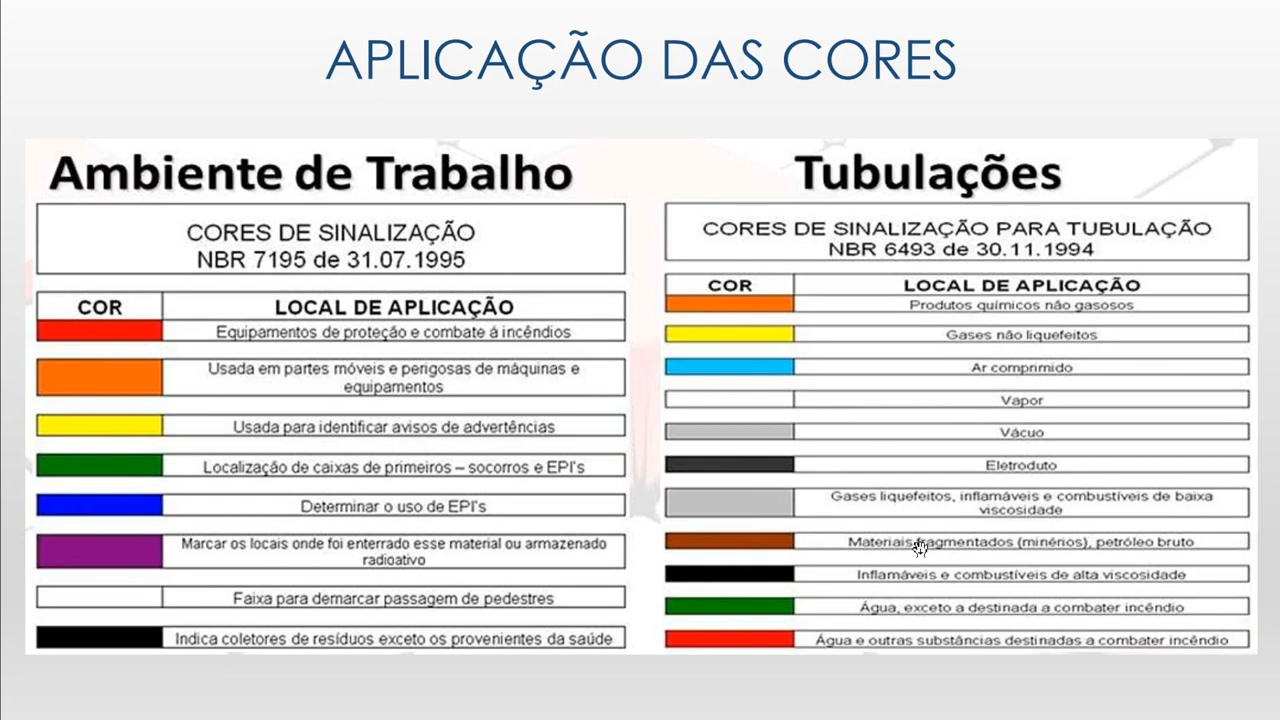 APLICAÇÃO DAS CORES
Ambiente de Trabalho
CORES DE SINALIZAÇÃO
NBR 7195 de 31.07.1995
COR LOCAL DE APLICAÇÃO
Equipamentos de proteção e combate á incêndios
Usada em partes móveis e perigosas de máquinas e
equipamentos
Usada para identificar avisos de advertências
Localização de caixas de primeiros – socorros e EPI's
Determinar o uso de EPI's
Marcar os locais onde foi enterrado esse material ou armazenado
radioativo
Faixa para demarcar passagem de pedestres
Indica coletores de resíduos exceto os provenientes da saúde
Tubulações
CORES DE SINALIZAÇÃO PARA TUBULAÇÃO
NBR 6493 de 30.11.1994
COR LOCAL DE APLICAÇÃO
Produtos químicos não gasosos
Gases não liquefeitos
Ar comprimido
Vapor
Vácuo
Eletroduto
Gases liquefeitos, inflamáveis e combustíveis de baixa
viscosidade
Materiais fragmentados (minérios), petróleo bruto
Inflamáveis e combustíveis de alta viscosidade
Água, exceto a destinada a combater incêndio
Água e outras substâncias destinadas a combater incêndio